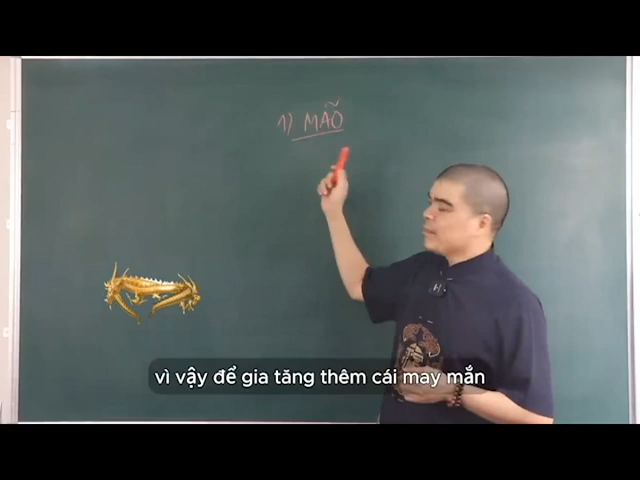 1) MÃO
H
vì vậy để gia tăng thêm cái may mắn